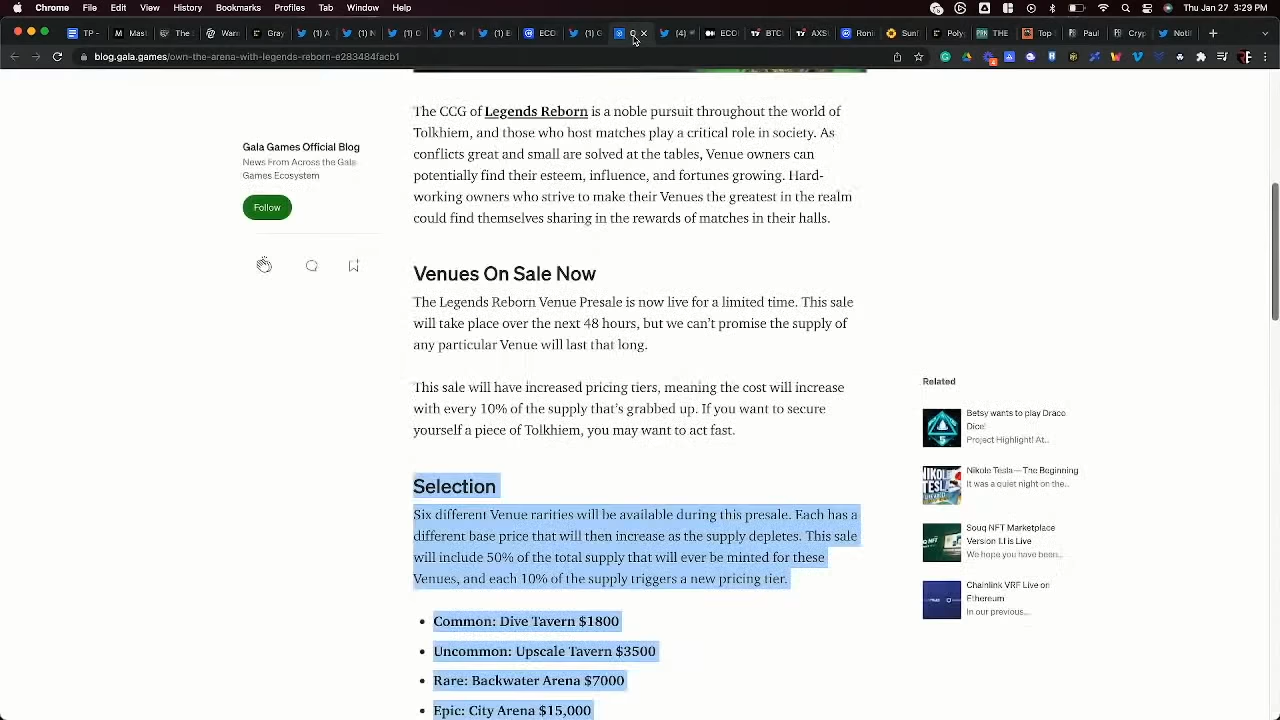 Chrome File Edit View History Bookmarks Profiles Tab Window Help
Thu Jan 27 3:29 PM
blog.gala.games/own-the-arena-with-legends-reborn-e283484facb1
The CCG of Legends Reborn is a noble pursuit throughout the world of
Tolkhiem, and those who host matches play a critical role in society. As
conflicts great and small are solved at the tables, Venue owners can
potentially find their esteem, influence, and fortunes growing. Hard-
working owners who strive to make their Venues the greatest in the realm
could find themselves sharing in the rewards of matches in their halls.
Gala Games Official Blog
News From Across the Gala
Games Ecosystem
Follow
Venues On Sale Now
The Legends Reborn Venue Presale is now live for a limited time. This sale
will take place over the next 48 hours, but we can't promise the supply of
any particular Venue will last that long.
This sale will have increased pricing tiers, meaning the cost will increase
with every 10% of the supply that's grabbed up. If you want to secure
yourself a piece of Tolkhiem, you may want to act fast.
Selection
Six different Venue rarities will be available during this presale. Each has a
different base price that will then increase as the supply depletes. This sale
will include 50% of the total supply that will ever be minted for these
Venues, and each 10% of the supply triggers a new pricing tier.
Common: Dive Tavern $1800
Uncommon: Upscale Tavern $3500
Rare: Backwater Arena $7000
Epic: City Arena $15,000
Related
Betsy wants to play Draco
Dice!
Project Highlight! At..
Nikole Tesla — The Beginning
It was a quiet night on the..
Souq NFT Marketplace
Version 1.1 is Live
We hope you have been..
Chainlink VRF Live on
Ethereum
In our previous...